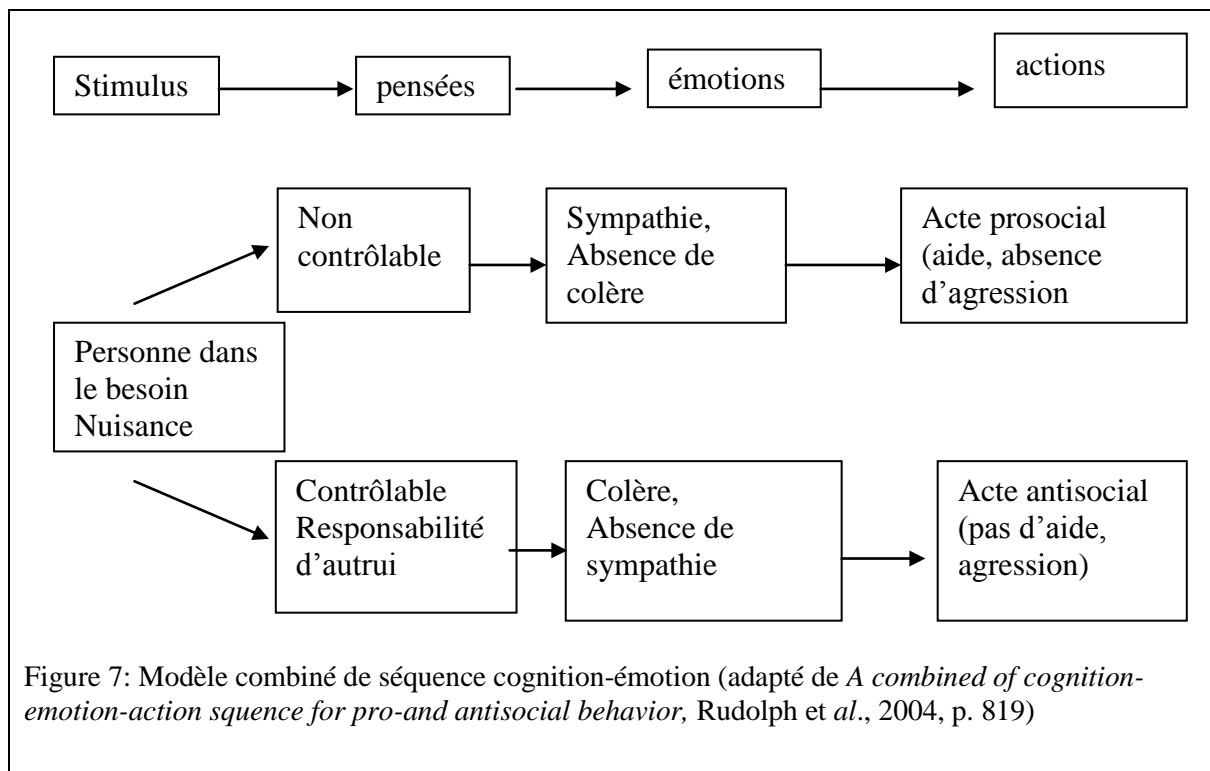 Stimulus
pensées
émotions
actions
Non
contrôlable
Sympathie,
Absence de
colère
Acte prosocial
(aide, absence
d’agression
Personne dans
le besoin
Nuisance
Contrôlable
Responsabilité
d’autrui
Colère,
Absence de
sympathie
Acte antisocial
(pas d’aide,
agression)
Figure 7: Modèle combiné de séquence cognition-émotion (adapté de A combined of cognition-
emotion-action squence for pro-and antisocial behavior, Rudolph et al., 2004, p. 819)